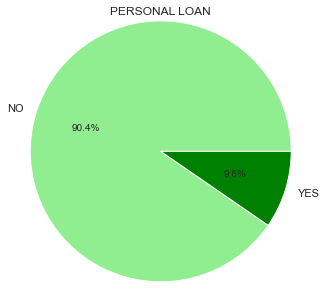 PERSONAL LOAN
NO
90.4%
9.6%
YES